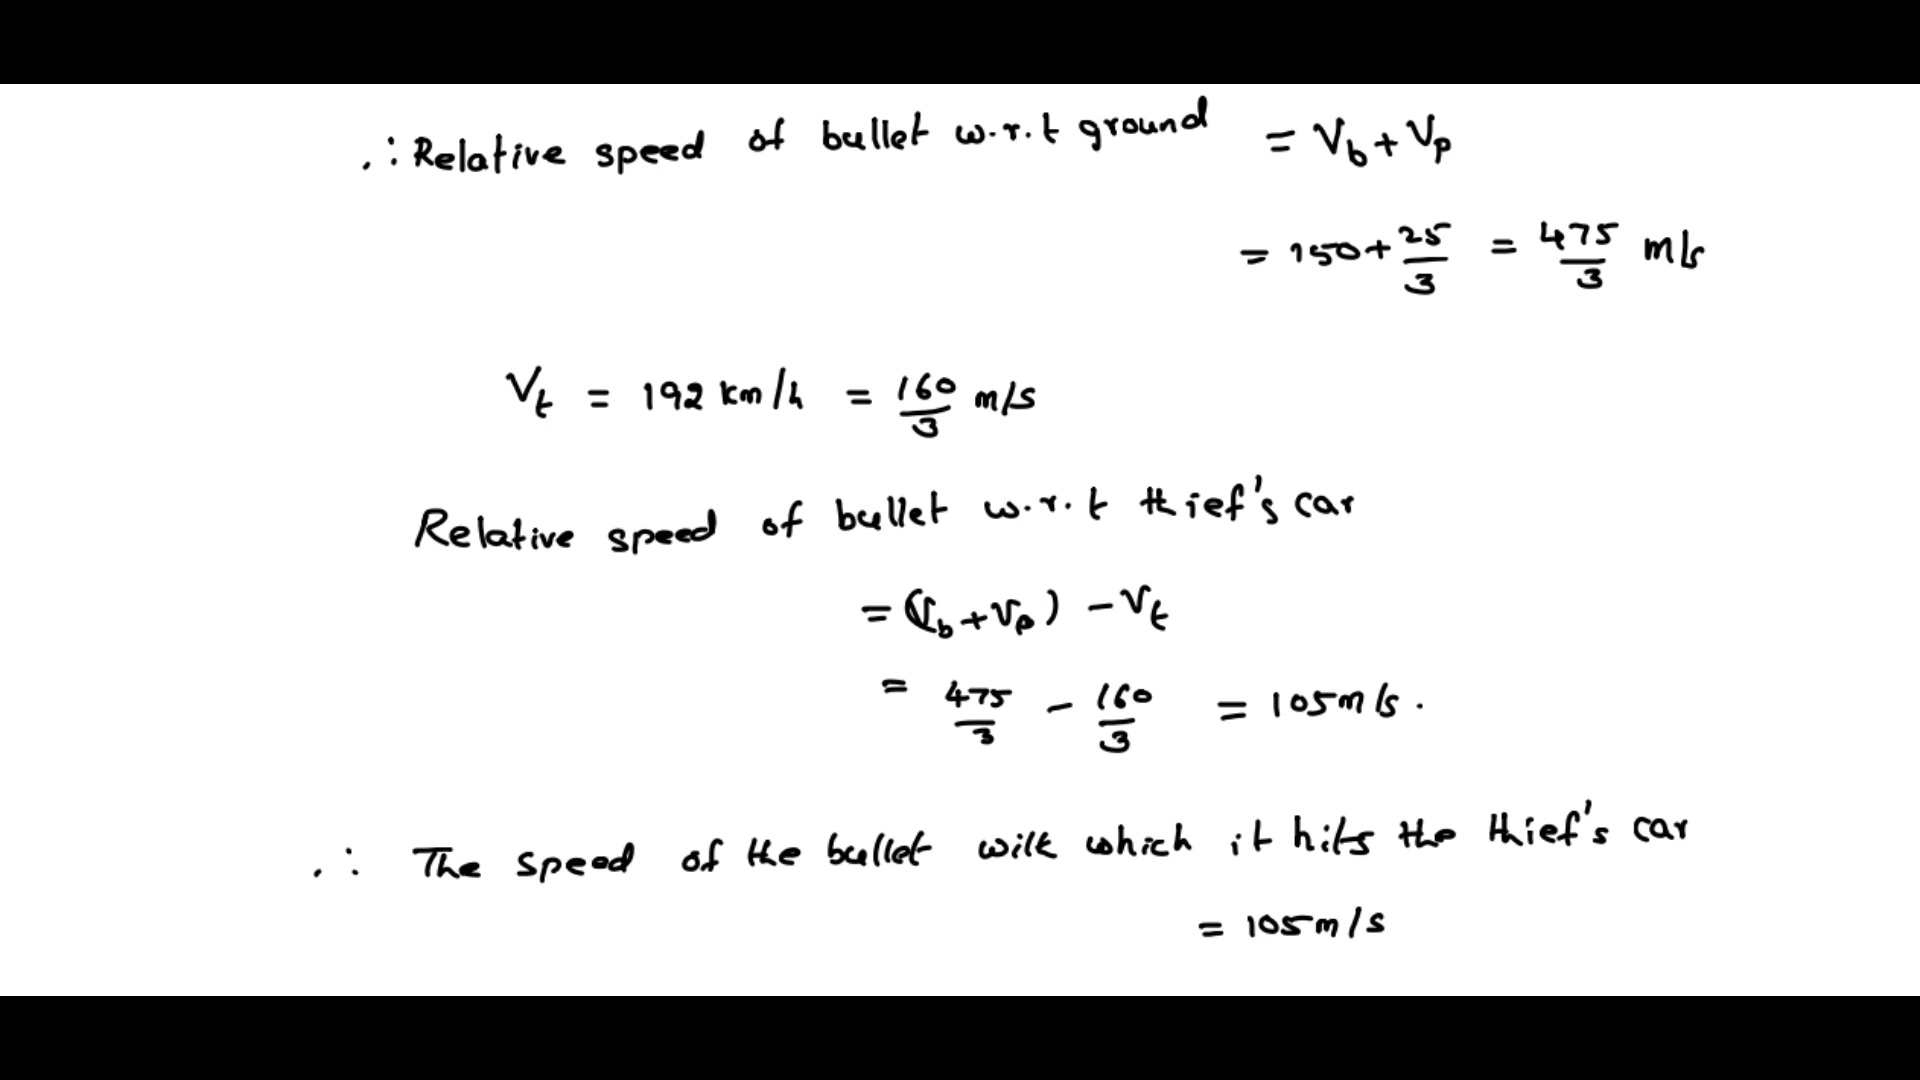 ∴ Relative speed of bullet w.r.t ground = V_b + V_p
= 150 + 25/3 = 475/3 m/s
V_t = 192 km/h = 160/3 m/s
Relative speed of bullet w.r.t thief's car
= (V_b + V_p) - V_t
= 475/3 - 160/3 = 105 m/s.
∴ The speed of the bullet with which it hits the thief's car
= 105 m/s